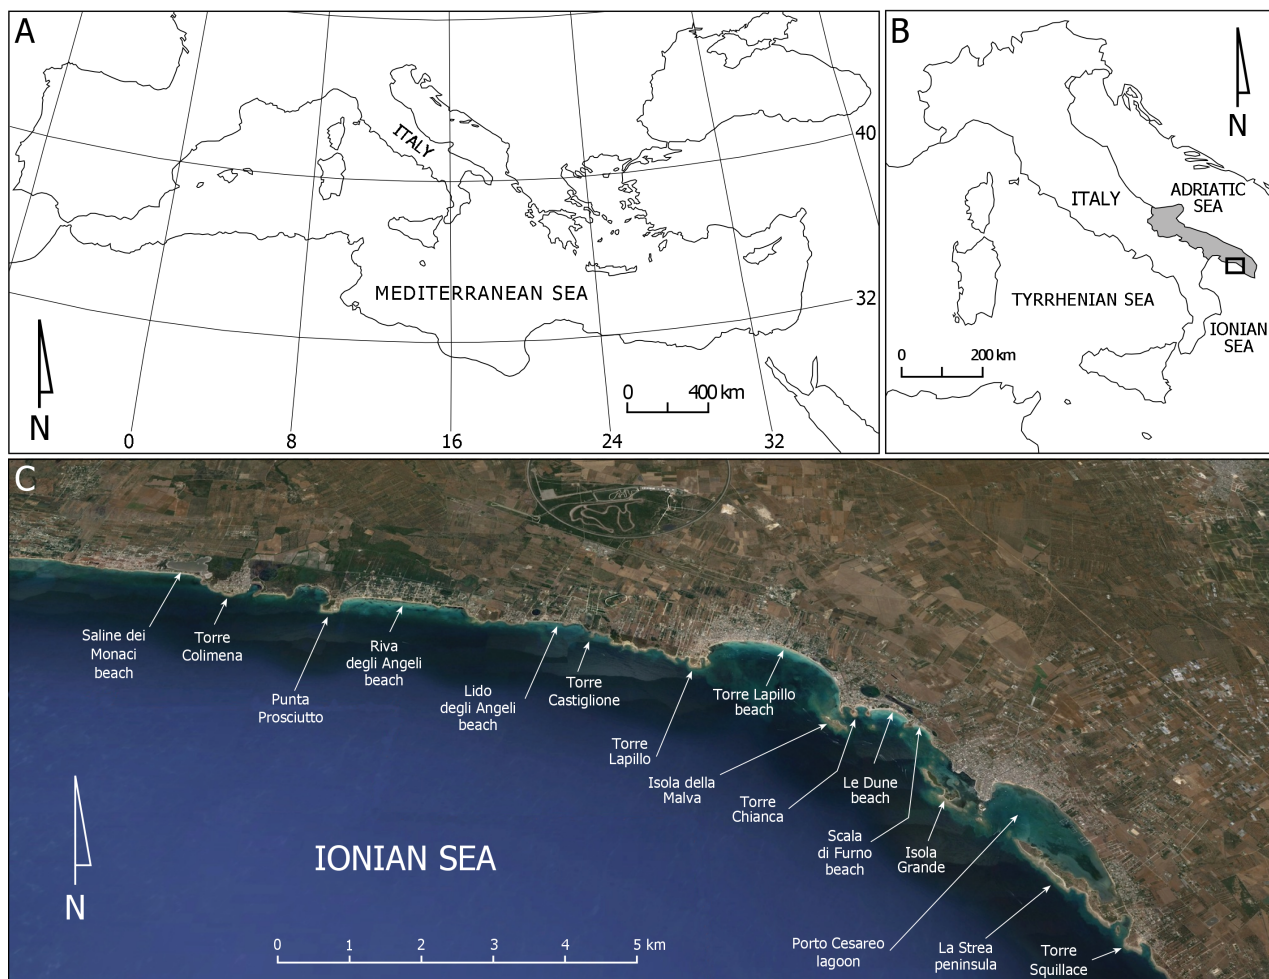 A
ITALY
MEDITERRANEAN SEA
40
32
0 400 km
N
0 8 16 24 32
B
N
ITALY
ADRIATIC
SEA
TYRRHENIAN SEA
IONIAN
SEA
0 200 km
C
Saline dei
Monaci
beach
Torre
Colimena
Punta
Prosciutto
Riva
degli Angeli
beach
Lido
degli Angeli
beach
Torre
Castiglione
Torre
Lapillo
Torre Lapillo
beach
Isola della
Malva
Torre
Chianca
Le Dune
beach
Scala
di Furno
beach
Isola
Grande
Porto Cesareo
lagoon
La Strea
peninsula
Torre
Squillace
IONIAN SEA
N
0 1 2 3 4 5 km